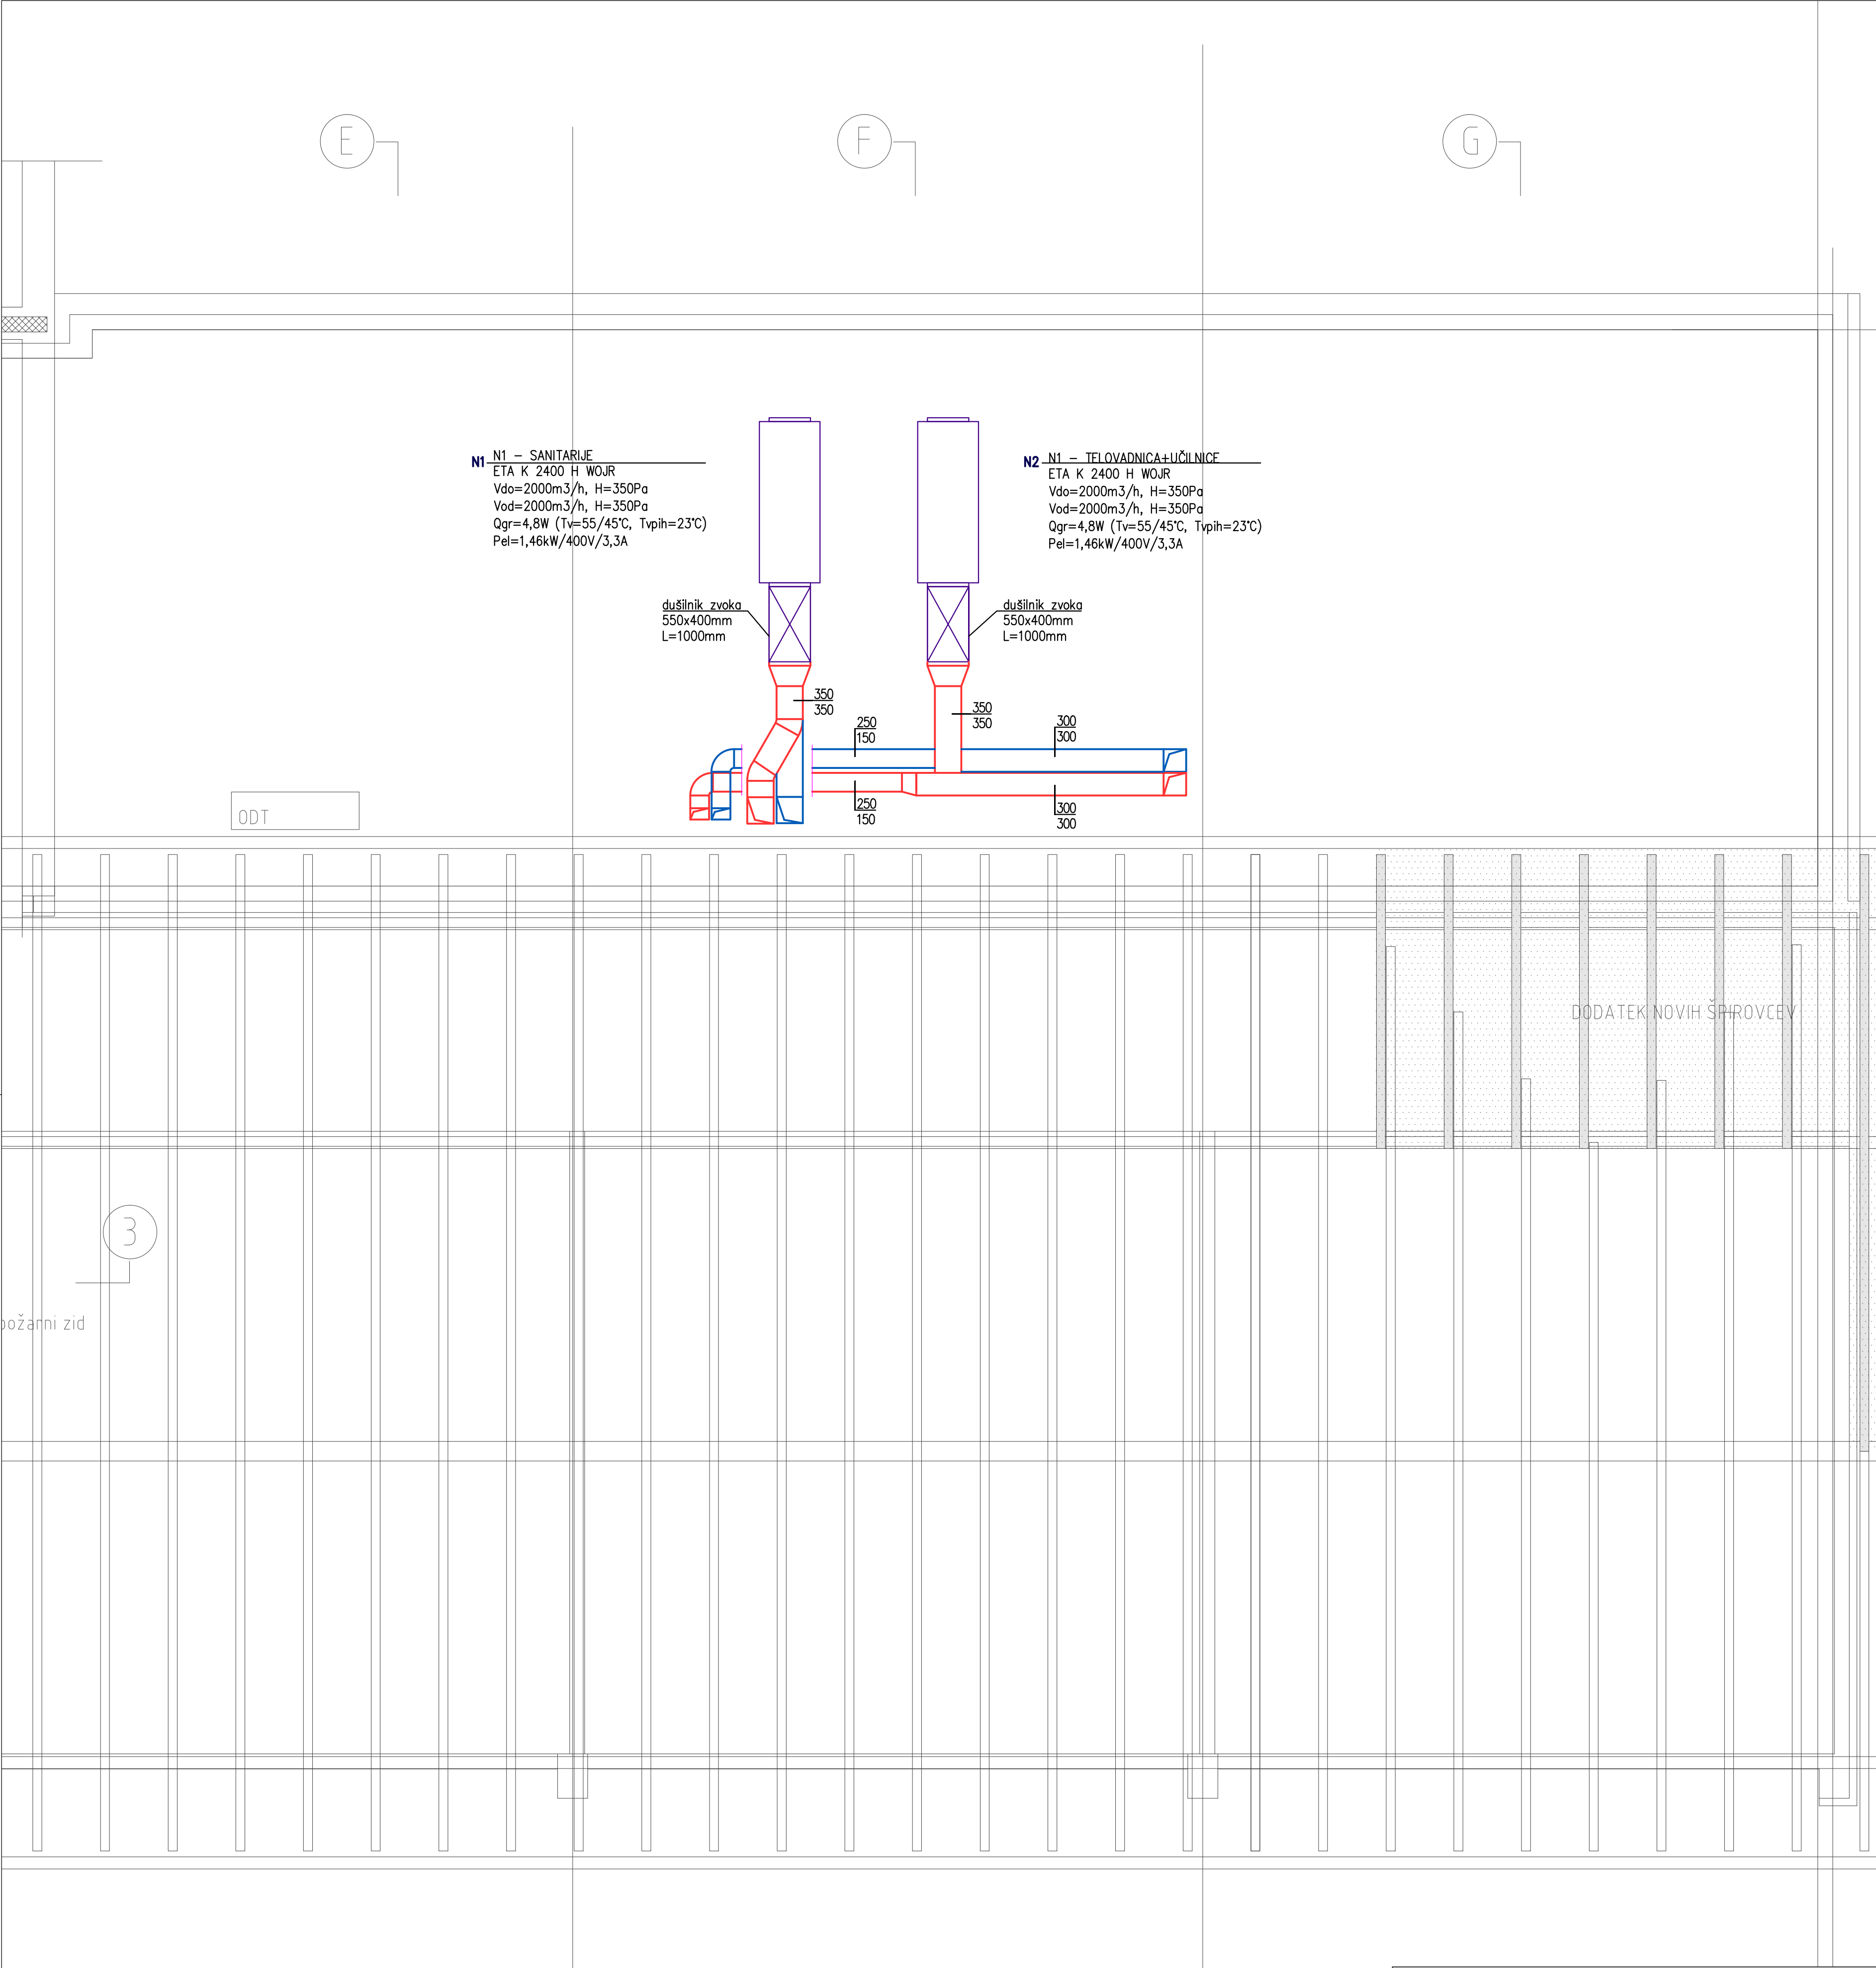 E
F
G
N1
N1 - SANITARIJE
ETA K 2400 H WOJR
Vdo=2000m3/h, H=350Pa
Vod=2000m3/h, H=350Pa
Qgr=4,8W (Tv=55/45°C, Tvpih=23°C)
Pel=1,46kW/400V/3,3A
N2
N1 - TELOVADNICA+UČILNICE
ETA K 2400 H WOJR
Vdo=2000m3/h, H=350Pa
Vod=2000m3/h, H=350Pa
Qgr=4,8W (Tv=55/45°C, Tvpih=23°C)
Pel=1,46kW/400V/3,3A
dušilnik zvoka
550x400mm
L=1000mm
dušilnik zvoka
550x400mm
L=1000mm
350
350
350
350
250
150
300
300
250
150
300
300
ODT
DODATEK NOVIH ŠPIROVCEV
3
požarni zid